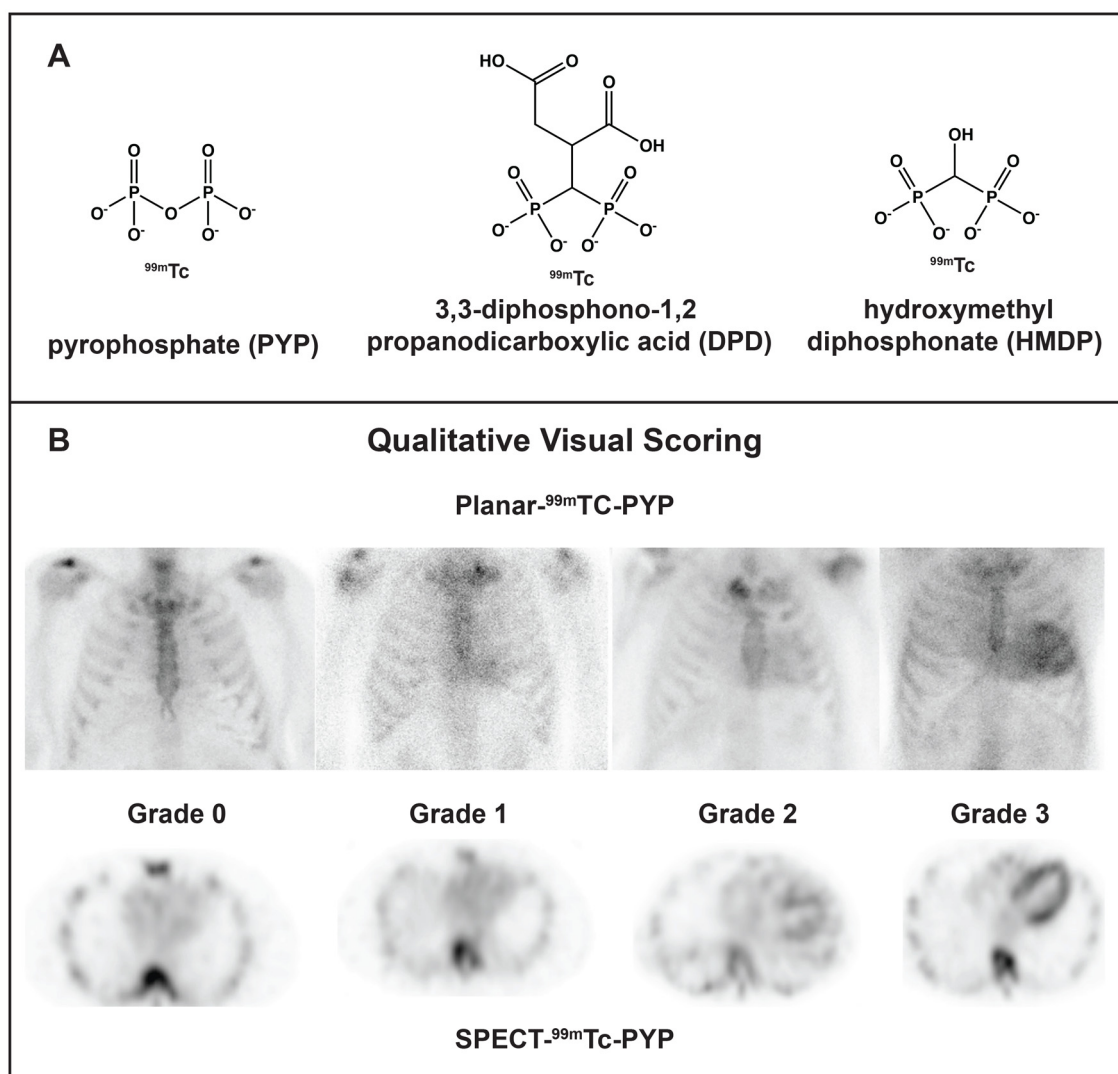 A
HO
O
O
OH
O
O
P
P
O-
O
O-
O-
O-
99mTc
pyrophosphate (PYP)
O
O
P
P
O-
O-
O-
O-
99mTc
3,3-diphosphono-1,2
propanodicarboxylic acid (DPD)
OH
O
O
P
P
O-
O-
O-
O-
99mTc
hydroxymethyl
diphosphonate (HMDP)
B
Qualitative Visual Scoring
Planar-99mTC-PYP
Grade 0
Grade 1
Grade 2
Grade 3
SPECT-99mTc-PYP